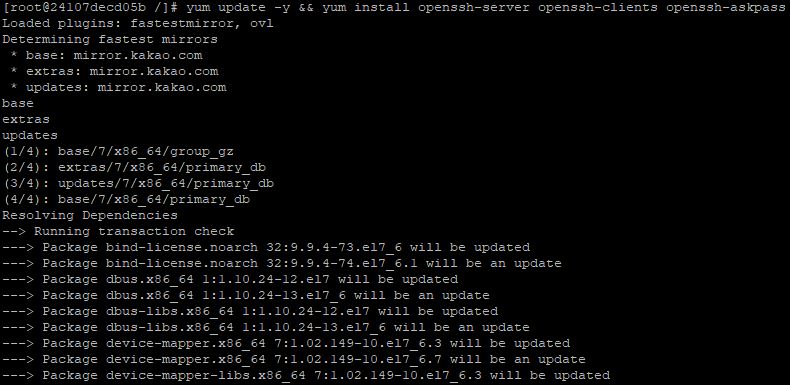 [root@24107decd05b /]# yum update -y && yum install openssh-server openssh-clients openssh-askpass
Loaded plugins: fastestmirror, ovl
Determining fastest mirrors
 * base: mirror.kakao.com
 * extras: mirror.kakao.com
 * updates: mirror.kakao.com
base
extras
updates
(1/4): base/7/x86_64/group_gz
(2/4): extras/7/x86_64/primary_db
(3/4): updates/7/x86_64/primary_db
(4/4): base/7/x86_64/primary_db
Resolving Dependencies
--> Running transaction check
---> Package bind-license.noarch 32:9.9.4-73.el7_6 will be updated
---> Package bind-license.noarch 32:9.9.4-74.el7_6.1 will be an update
---> Package dbus.x86_64 1:1.10.24-12.el7 will be updated
---> Package dbus.x86_64 1:1.10.24-13.el7_6 will be an update
---> Package dbus-libs.x86_64 1:1.10.24-12.el7 will be updated
---> Package dbus-libs.x86_64 1:1.10.24-13.el7_6 will be an update
---> Package device-mapper.x86_64 7:1.02.149-10.el7_6.3 will be updated
---> Package device-mapper.x86_64 7:1.02.149-10.el7_6.7 will be an update
---> Package device-mapper-libs.x86_64 7:1.02.149-10.el7_6.3 will be updated